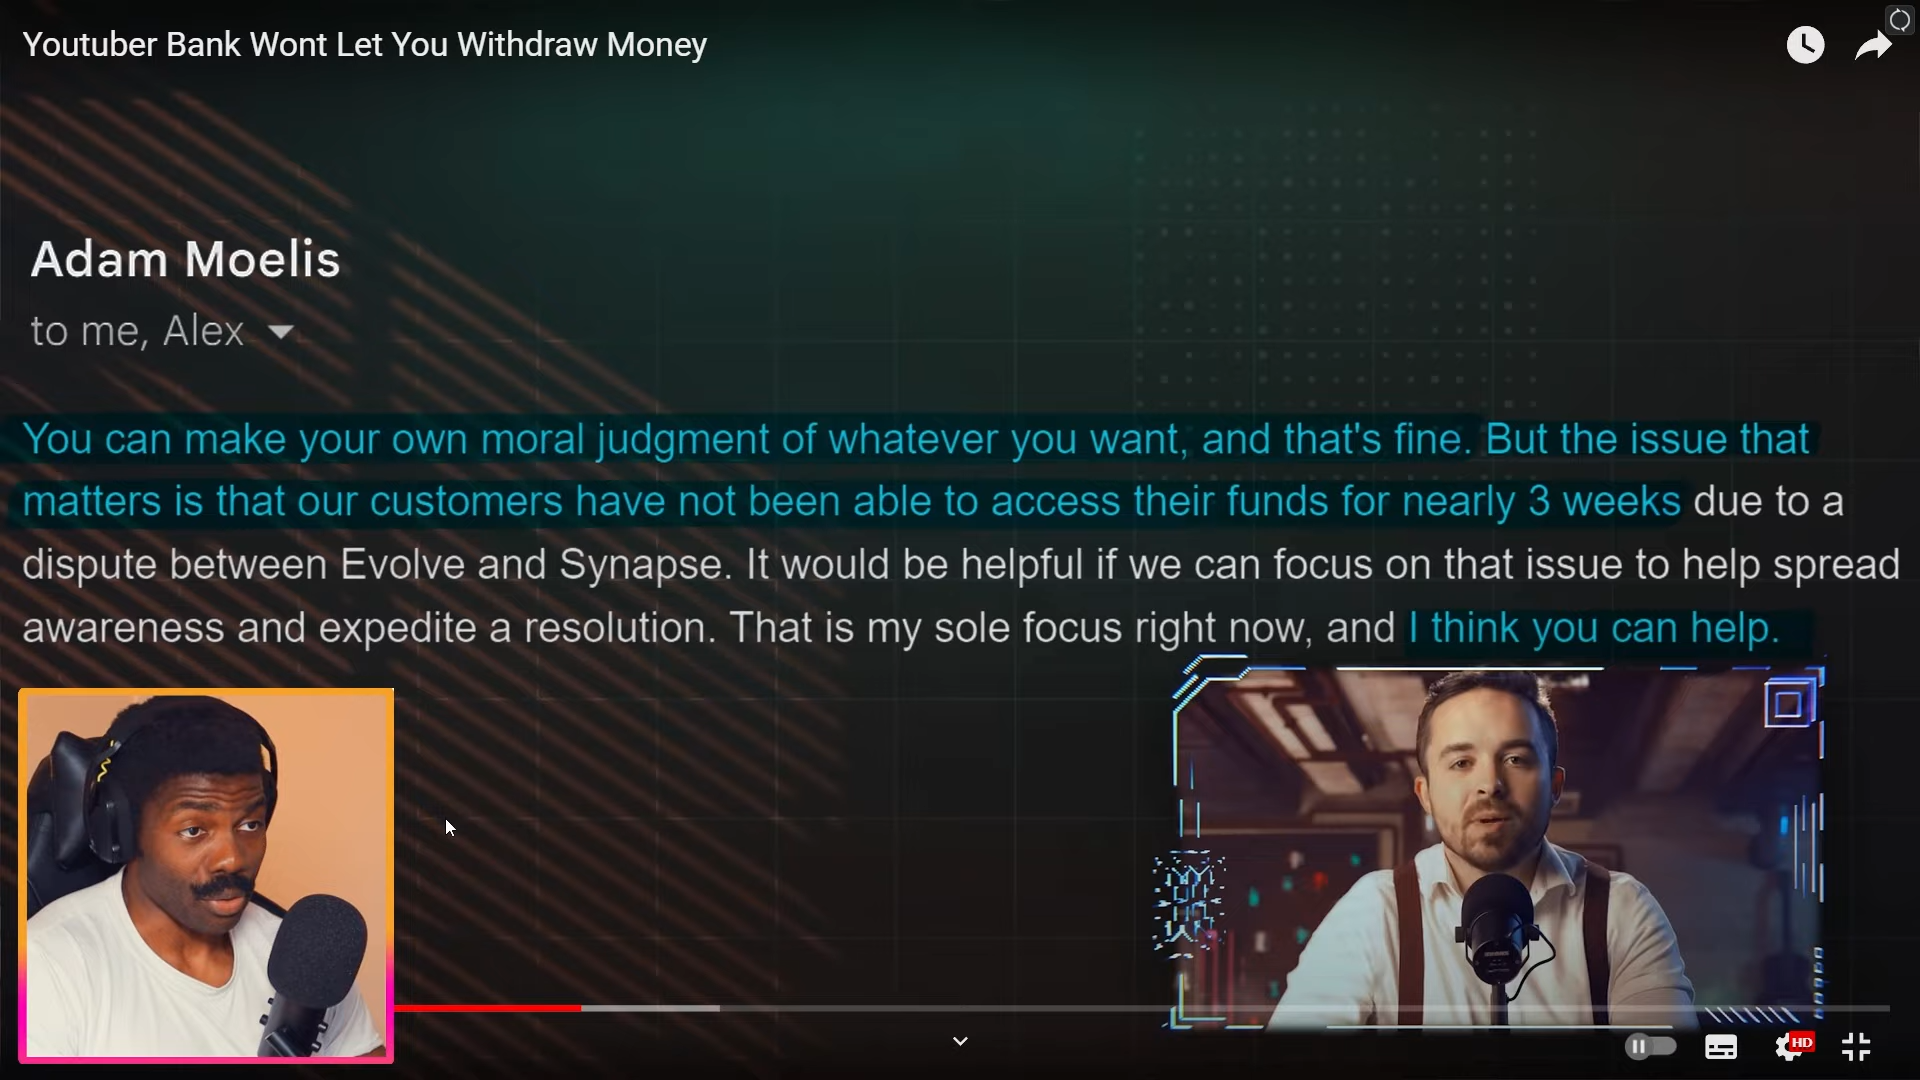 Youtuber Bank Wont Let You Withdraw Money
Adam Moelis
to me, Alex
You can make your own moral judgment of whatever you want, and that's fine. But the issue that
matters is that our customers have not been able to access their funds for nearly 3 weeks due to a
dispute between Evolve and Synapse. It would be helpful if we can focus on that issue to help spread
awareness and expedite a resolution. That is my sole focus right now, and I think you can help.
HD